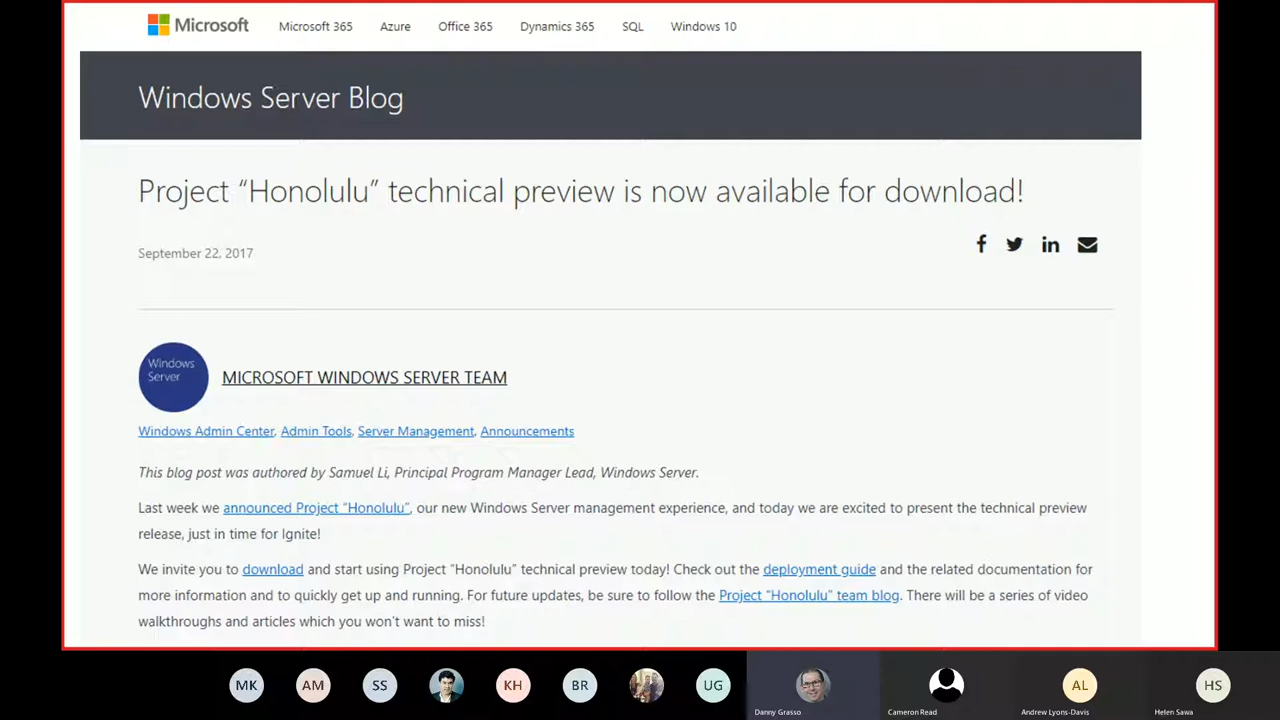 Microsoft Microsoft 365 Azure Office 365 Dynamics 365 SQL Windows 10
Windows Server Blog
Project “Honolulu” technical preview is now available for download!
September 22, 2017
Windows
Server
MICROSOFT WINDOWS SERVER TEAM
Windows Admin Center, Admin Tools, Server Management, Announcements
This blog post was authored by Samuel Li, Principal Program Manager Lead, Windows Server.
Last week we announced Project “Honolulu”, our new Windows Server management experience, and today we are excited to present the technical preview
release, just in time for Ignite!
We invite you to download and start using Project “Honolulu” technical preview today! Check out the deployment guide and the related documentation for
more information and to quickly get up and running. For future updates, be sure to follow the Project “Honolulu” team blog. There will be a series of video
walkthroughs and articles which you won’t want to miss!
MK AM SS KH BR UG AL HS
Danny Grasso Cameron Read Andrew Lyons-Davis Helen Sawa